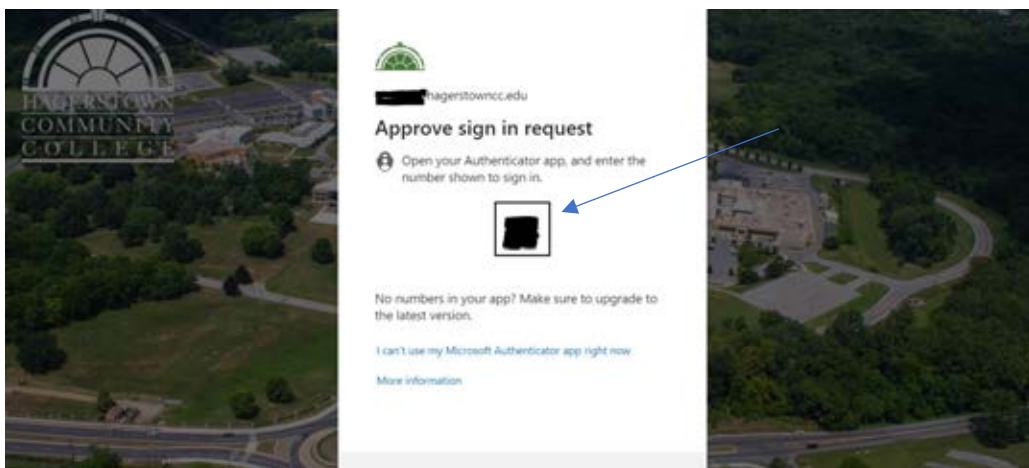 HAGERSTOWN
COMMUNITY
COLLEGE
hagerstowncc.edu
Approve sign in request
Open your Authenticator app, and enter the
number shown to sign in.
No numbers in your app? Make sure to upgrade to
the latest version.
I can't use my Microsoft Authenticator app right now
More information